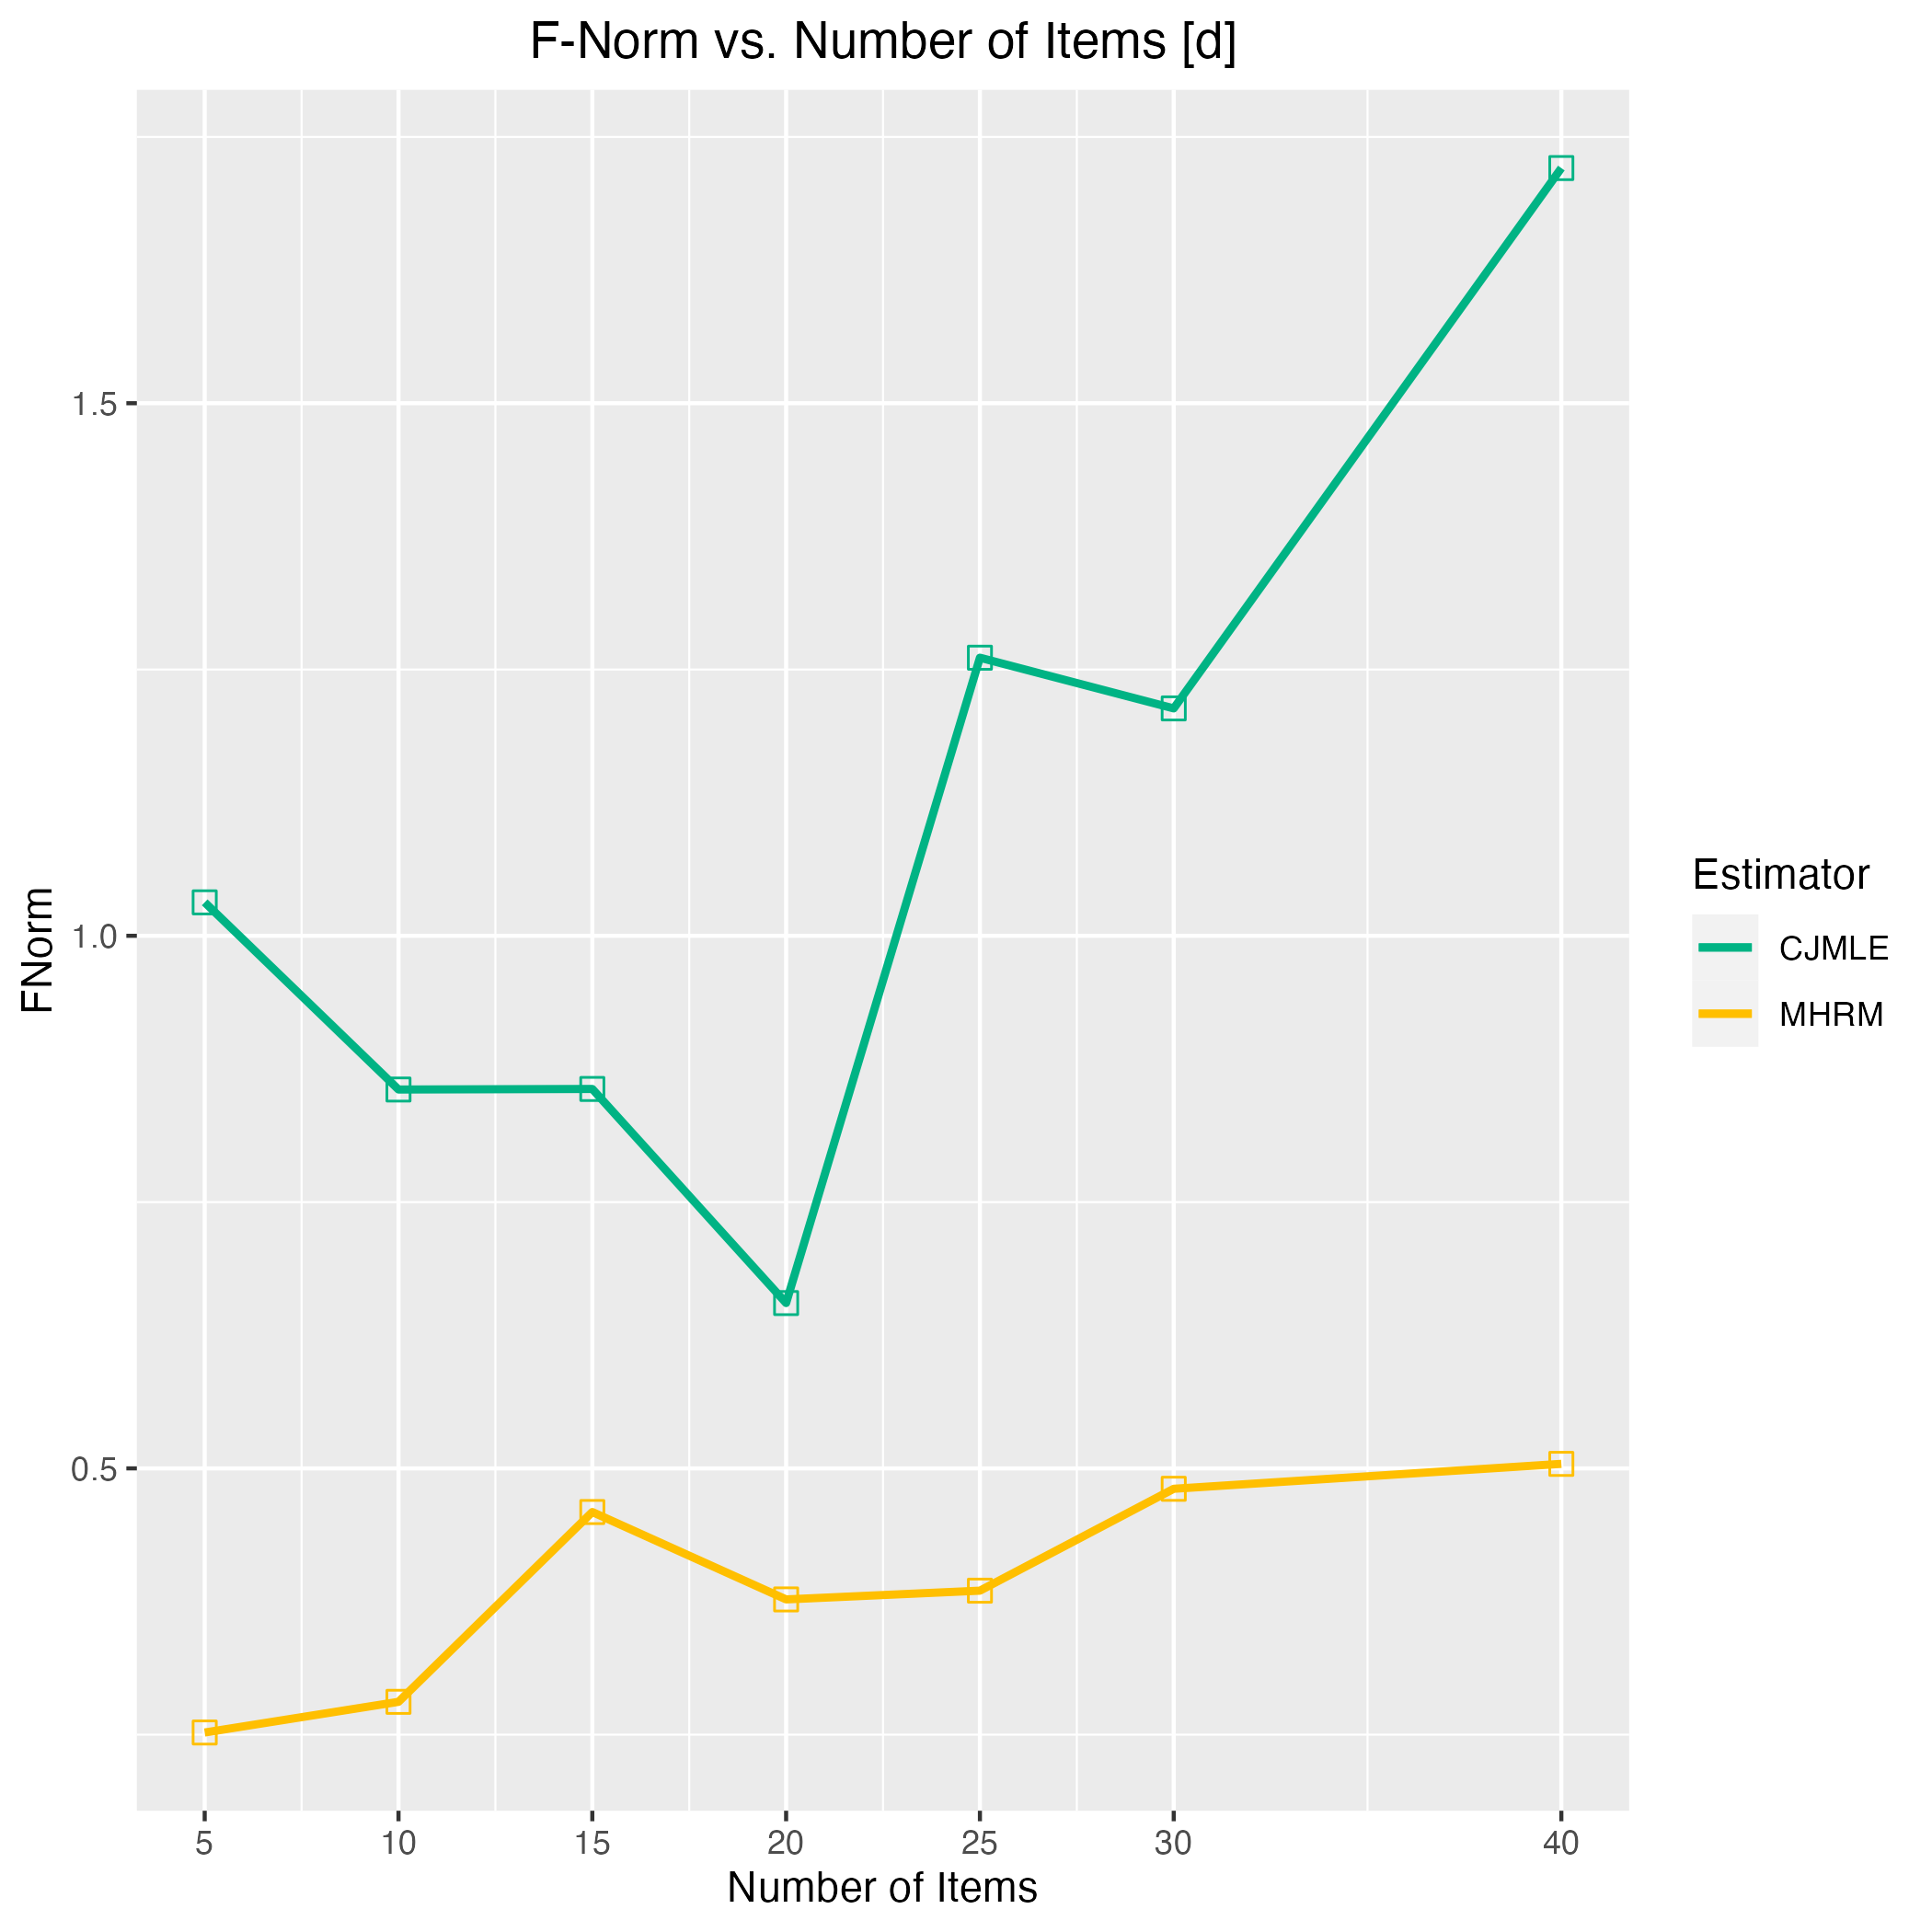 F-Norm vs. Number of Items [d]
FNorm
1.5
1.0
0.5
5 10 15 20 25 30 40
Number of Items
Estimator
CJMLE
MHRM